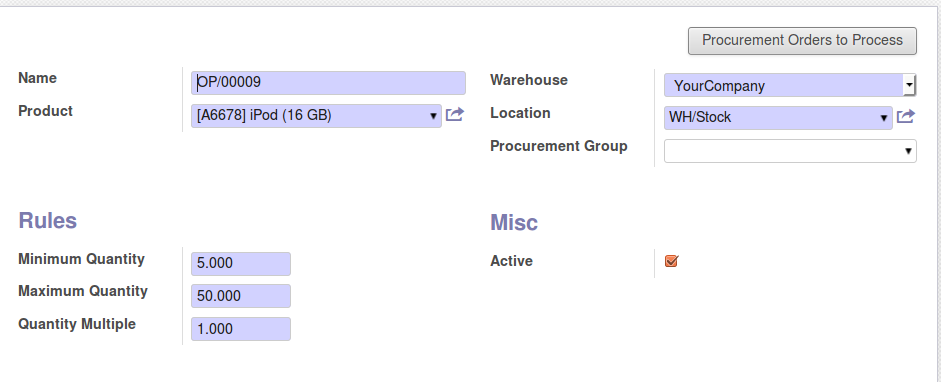 Procurement Orders to Process
Name OP/00009
Product [A6678] iPod (16 GB)
Warehouse YourCompany
Location WH/Stock
Procurement Group
Rules
Minimum Quantity 5.000
Maximum Quantity 50.000
Quantity Multiple 1.000
Misc
Active